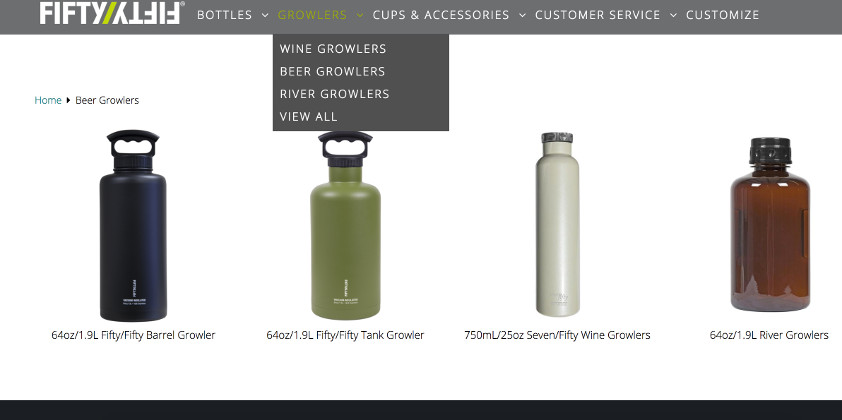 FIFTY//FIFTY®
BOTTLES GROWLERS CUPS & ACCESSORIES CUSTOMER SERVICE CUSTOMIZE
WINE GROWLERS
BEER GROWLERS
RIVER GROWLERS
VIEW ALL
Home Beer Growlers
64oz/1.9L Fifty/Fifty Barrel Growler
64oz/1.9L Fifty/Fifty Tank Growler
750mL/25oz Seven/Fifty Wine Growlers
64oz/1.9L River Growlers